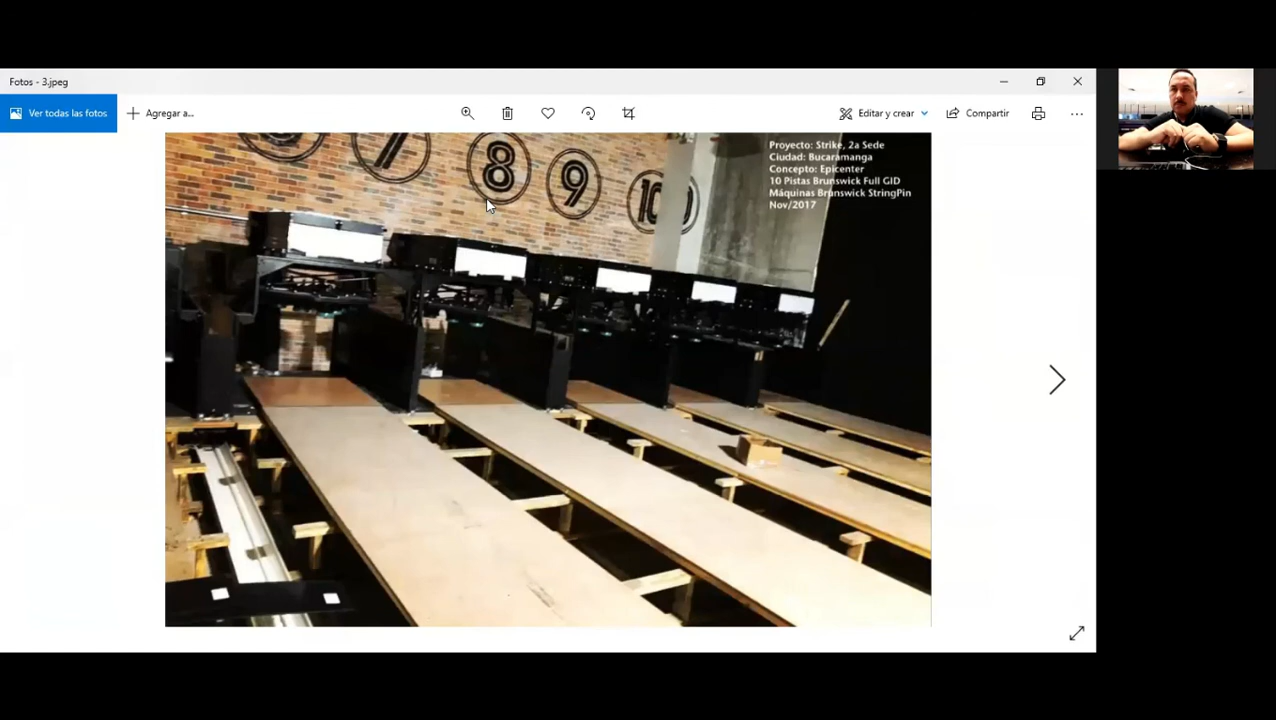 Fotos - 3.jpeg
Ver todas las fotos
Agregar a...
Editar y crear
Compartir
Proyecto: Strike, 2a Sede
Ciudad: Bucaramanga
Concepto: Epicenter
10 Pistas Brunswick Full GID
Máquinas Brunswick StringPin
Nov/2017
7 8 9 10